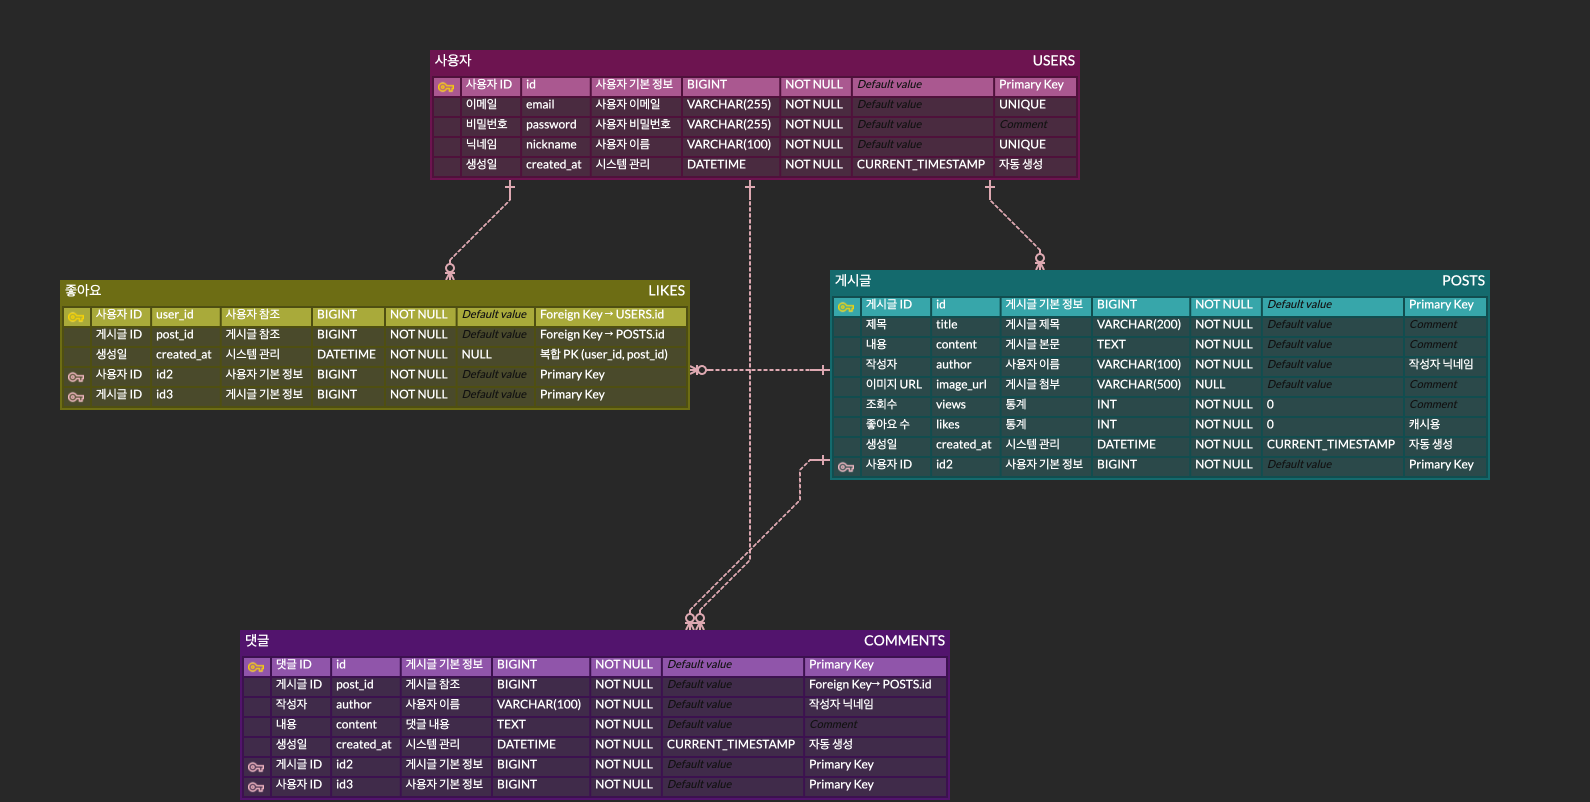 사용자 USERS
사용자 ID id 사용자 기본 정보 BIGINT NOT NULL Default value Primary Key
이메일 email 사용자 이메일 VARCHAR(255) NOT NULL Default value UNIQUE
비밀번호 password 사용자 비밀번호 VARCHAR(255) NOT NULL Default value Comment
닉네임 nickname 사용자 이름 VARCHAR(100) NOT NULL Default value UNIQUE
생성일 created_at 시스템 관리 DATETIME NOT NULL CURRENT_TIMESTAMP 자동 생성
좋아요 LIKES
사용자 ID user_id 사용자 참조 BIGINT NOT NULL Default value Foreign Key → USERS.id
게시글 ID post_id 게시글 참조 BIGINT NOT NULL Default value Foreign Key → POSTS.id
생성일 created_at 시스템 관리 DATETIME NOT NULL NULL 복합 PK (user_id, post_id)
사용자 ID id2 사용자 기본 정보 BIGINT NOT NULL Default value Primary Key
게시글 ID id3 게시글 기본 정보 BIGINT NOT NULL Default value Primary Key
게시글 POSTS
게시글 ID id 게시글 기본 정보 BIGINT NOT NULL Default value Primary Key
제목 title 게시글 제목 VARCHAR(200) NOT NULL Default value Comment
내용 content 게시글 본문 TEXT NOT NULL Default value Comment
작성자 author 사용자 이름 VARCHAR(100) NOT NULL Default value 작성자 닉네임
이미지 URL image_url 게시글 첨부 VARCHAR(500) NULL Default value Comment
조회수 views 통계 INT NOT NULL 0 Comment
좋아요 수 likes 통계 INT NOT NULL 0 캐시용
생성일 created_at 시스템 관리 DATETIME NOT NULL CURRENT_TIMESTAMP 자동 생성
사용자 ID id2 사용자 기본 정보 BIGINT NOT NULL Default value Primary Key
댓글 COMMENTS
댓글 ID id 게시글 기본 정보 BIGINT NOT NULL Default value Primary Key
게시글 ID post_id 게시글 참조 BIGINT NOT NULL Default value Foreign Key→ POSTS.id
작성자 author 사용자 이름 VARCHAR(100) NOT NULL Default value 작성자 닉네임
내용 content 댓글 내용 TEXT NOT NULL Default value Comment
생성일 created_at 시스템 관리 DATETIME NOT NULL CURRENT_TIMESTAMP 자동 생성
게시글 ID id2 게시글 기본 정보 BIGINT NOT NULL Default value Primary Key
사용자 ID id3 사용자 기본 정보 BIGINT NOT NULL Default value Primary Key